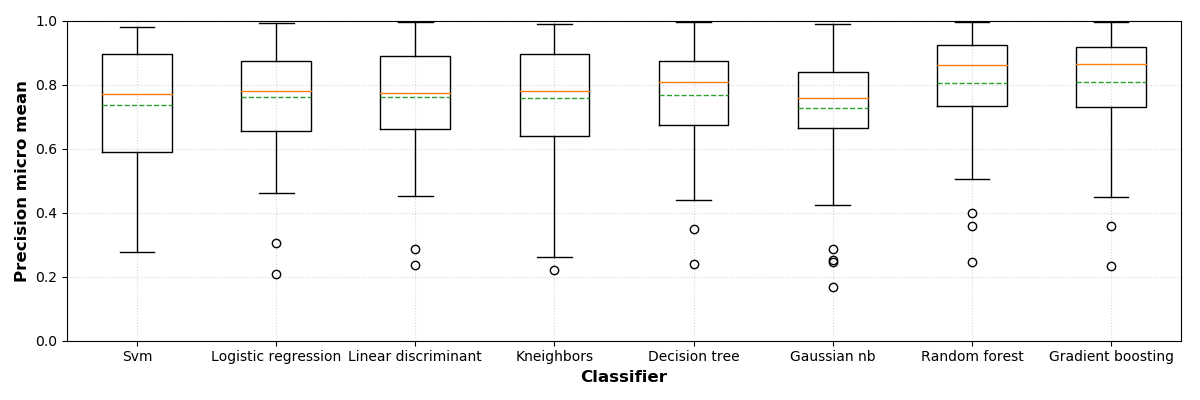 Precision micro mean
1.0
0.8
0.6
0.4
0.2
0.0
Svm Logistic regression Linear discriminant Kneighbors Decision tree Gaussian nb Random forest Gradient boosting
Classifier